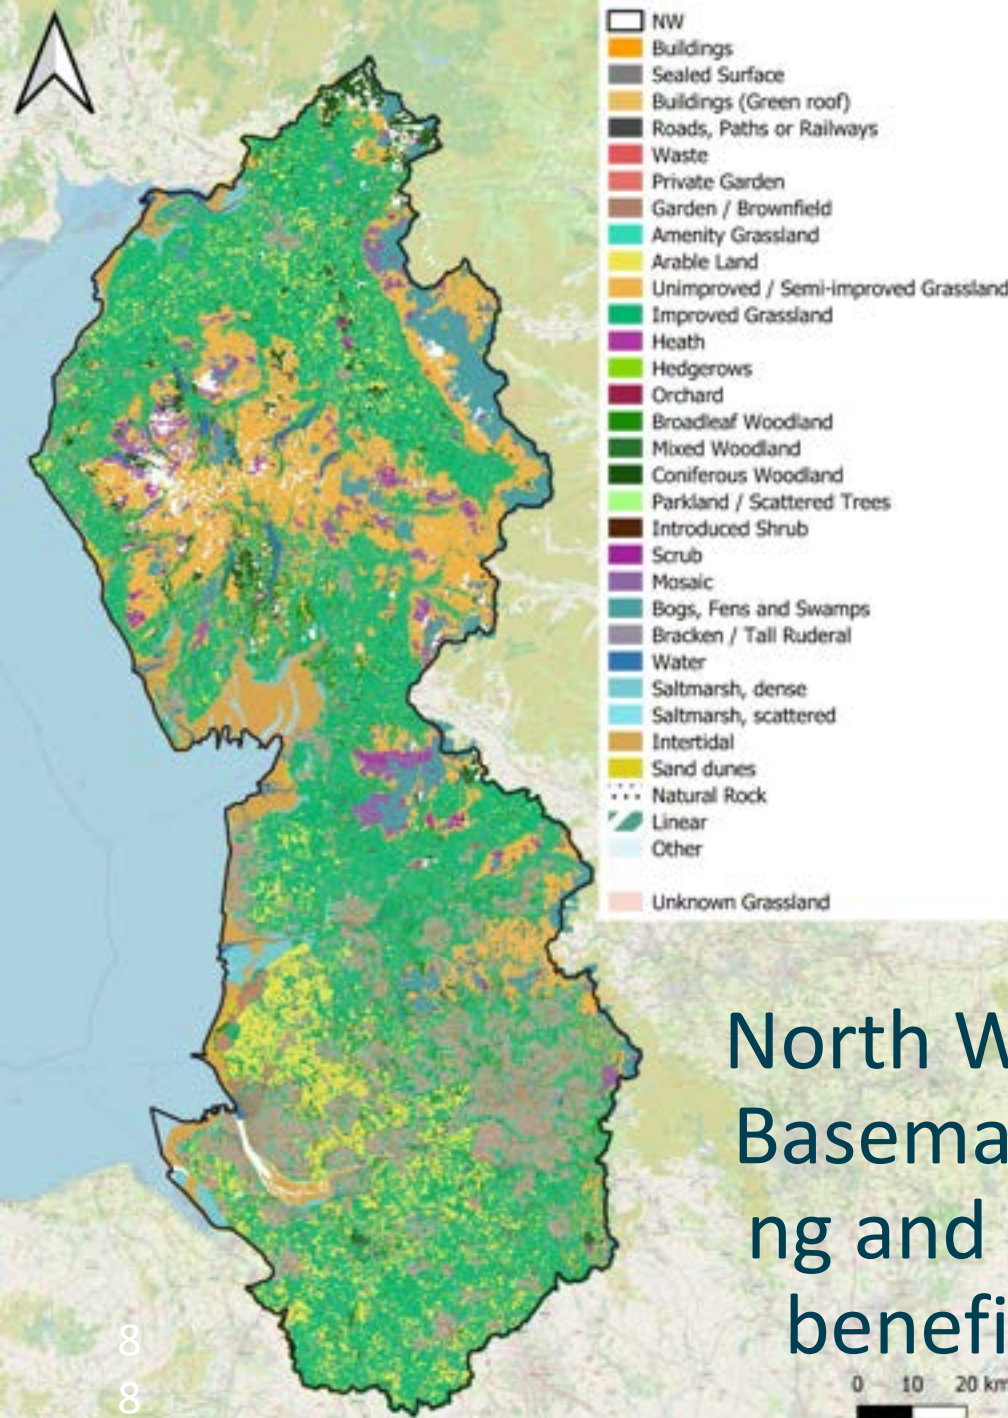 NW
Buildings
Sealed Surface
Buildings (Green roof)
Roads, Paths or Railways
Waste
Private Garden
Garden / Brownfield
Amenity Grassland
Arable Land
Unimproved / Semi-improved Grassland
Improved Grassland
Heath
Hedgerows
Orchard
Broadleaf Woodland
Mixed Woodland
Coniferous Woodland
Parkland / Scattered Trees
Introduced Shrub
Scrub
Mosaic
Bogs, Fens and Swamps
Bracken / Tall Ruderal
Water
Saltmarsh, dense
Saltmarsh, scattered
Intertidal
Sand dunes
Natural Rock
Linear
Other
Unknown Grassland
North W
Basema
ng and
benefi
8
8
0 10 20 km